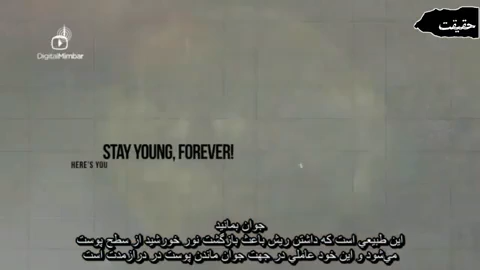 DigitalMimbar
حقیقت
STAY YOUNG, FOREVER!
HERE'S YOU
جوان بمانید
این طبیعی است که داشتن ریش باعث بازگشت نور خورشید از سطح پوست
می‌شود و این خود عاملی در جهت جوان ماندن پوست در درازمدت است